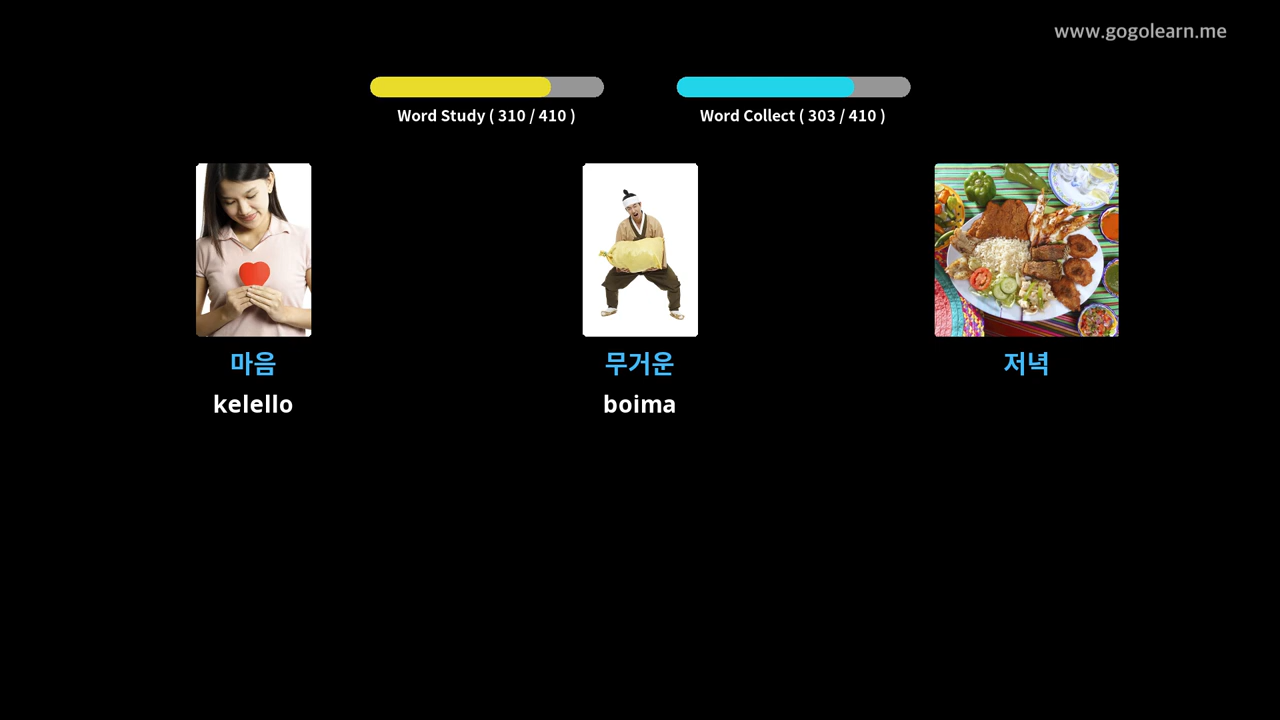 www.gogolearn.me
Word Study ( 310 / 410 )
Word Collect ( 303 / 410 )
마음
무거운
저녁
kelello
boima